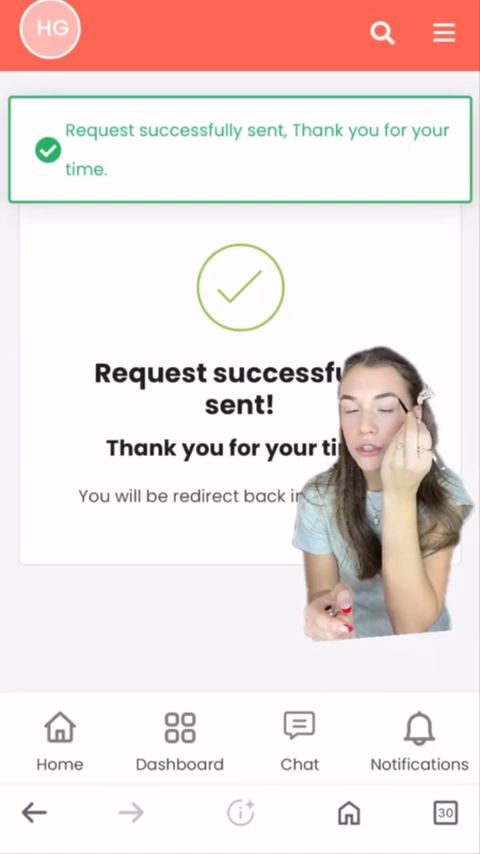 HG
Request successfully sent, Thank you for your
time.
Request successfu
sent!
Thank you for your ti
You will be redirect back in
Home
Dashboard
Chat
Notifications
30